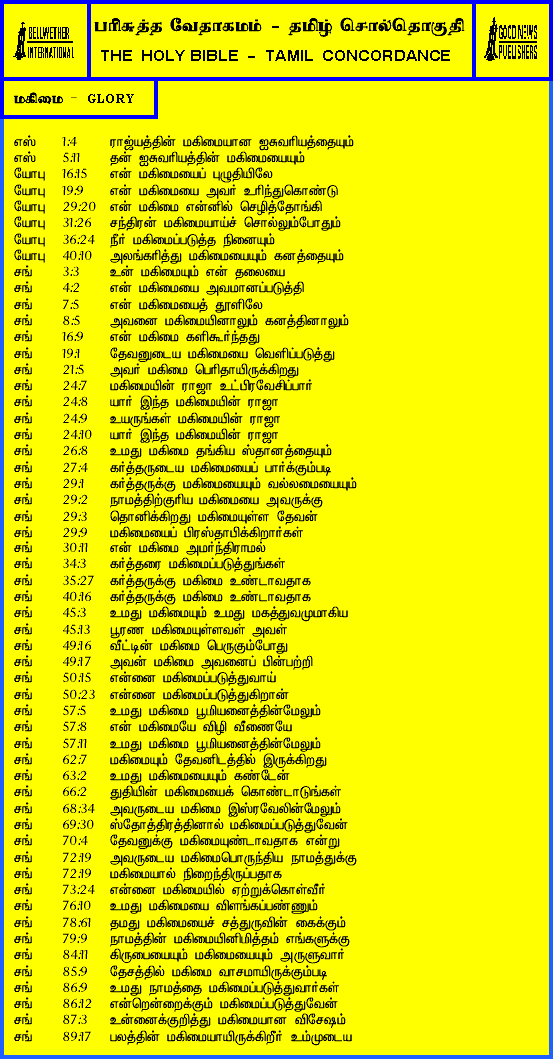 BELLWETHER
INTERNATIONAL
பரிசுத்த வேதாகமம் - தமிழ் சொல்தொகுதி
THE HOLY BIBLE - TAMIL CONCORDANCE
GOOD NEWS
PUBLISHERS
மகிமை - GLORY
எஸ் 1:4 ராஜ்யத்தின் மகிமையான ஐசுவரியத்தையும்
எஸ் 5:11 தன் ஐசுவரியத்தின் மகிமையையும்
யோபு 16:15 என் மகிமையைப் புழுதியிலே
யோபு 19:9 என் மகிமையை அவர் உரிந்துகொண்டு
யோபு 29:20 என் மகிமை என்னில் செழித்தோங்கி
யோபு 31:26 சந்திரன் மகிமையாய்ச் சொல்லும்போதும்
யோபு 36:24 நீர் மகிமைப்படுத்த நினையும்
யோபு 40:10 அலங்கரித்து மகிமையையும் கனத்தையும்
சங் 3:3 உன் மகிமையும் என் தலையை
சங் 4:2 என் மகிமையை அவமானப்படுத்தி
சங் 7:5 என் மகிமையைத் தூளிலே
சங் 8:5 அவனை மகிமையினாலும் கனத்தினாலும்
சங் 16:9 என் மகிமை களிகூர்ந்தது
சங் 19:1 தேவனுடைய மகிமையை வெளிப்படுத்து
சங் 21:5 அவர் மகிமை பெரிதாயிருக்கிறது
சங் 24:7 மகிமையின் ராஜா உட்பிரவேசிப்பார்
சங் 24:8 யார் இந்த மகிமையின் ராஜா
சங் 24:9 உயருங்கள் மகிமையின் ராஜா
சங் 24:10 யார் இந்த மகிமையின் ராஜா
சங் 26:8 உமது மகிமை தங்கிய ஸ்தானத்தையும்
சங் 27:4 கர்த்தருடைய மகிமையைப் பார்க்கும்படி
சங் 29:1 கர்த்தருக்கு மகிமையையும் வல்லமையையும்
சங் 29:2 நாமத்திற்குரிய மகிமையை அவருக்கு
சங் 29:3 தொனிக்கிறது மகிமையுள்ள தேவன்
சங் 29:9 மகிமையைப் பிரஸ்தாபிக்கிறார்கள்
சங் 30:11 என் மகிமை அமர்ந்திராமல்
சங் 34:3 கர்த்தரை மகிமைப்படுத்துங்கள்
சங் 35:27 கர்த்தருக்கு மகிமை உண்டாவதாக
சங் 40:16 கர்த்தருக்கு மகிமை உண்டாவதாக
சங் 45:3 உமது மகிமையும் உமது மகத்துவமுமாகிய
சங் 45:13 பூரண மகிமையுள்ளவள் அவள்
சங் 49:16 வீட்டின் மகிமை பெருகும்போது
சங் 49:17 அவன் மகிமை அவனைப் பின்பற்றி
சங் 50:15 என்னை மகிமைப்படுத்துவாய்
சங் 50:23 என்னை மகிமைப்படுத்துகிறான்
சங் 57:5 உமது மகிமை பூமியனைத்தின்மேலும்
சங் 57:8 என் மகிமையே விழி வீணையே
சங் 57:11 உமது மகிமை பூமியனைத்தின்மேலும்
சங் 62:7 மகிமையும் தேவனிடத்தில் இருக்கிறது
சங் 63:2 உமது மகிமையையும் கண்டேன்
சங் 66:2 துதியின் மகிமையைக் கொண்டாடுங்கள்
சங் 68:34 அவருடைய மகிமை இஸ்ரவேலின்மேலும்
சங் 69:30 ஸ்தோத்திரத்தினால் மகிமைப்படுத்துவேன்
சங் 70:4 தேவனுக்கு மகிமையுண்டாவதாக என்று
சங் 72:19 அவருடைய மகிமைபொருந்திய நாமத்துக்கு
சங் 72:19 மகிமையால் நிறைந்திருப்பதாக
சங் 73:24 என்னை மகிமையில் ஏற்றுக்கொள்வீர்
சங் 76:10 உமது மகிமையை விளங்கப்பண்ணும்
சங் 78:61 தமது மகிமையைச் சத்துருவின் கைக்கும்
சங் 79:9 நாமத்தின் மகிமையினிமித்தம் எங்களுக்கு
சங் 84:11 கிருபையையும் மகிமையையும் அருளுவார்
சங் 85:9 தேசத்தில் மகிமை வாசமாயிருக்கும்படி
சங் 86:9 உமது நாமத்தை மகிமைப்படுத்துவார்கள்
சங் 86:12 என்றென்றைக்கும் மகிமைப்படுத்துவேன்
சங் 87:3 உன்னைக்குறித்து மகிமையான விசேஷம்
சங் 89:17 பலத்தின் மகிமையாயிருக்கிறீர் உம்முடைய